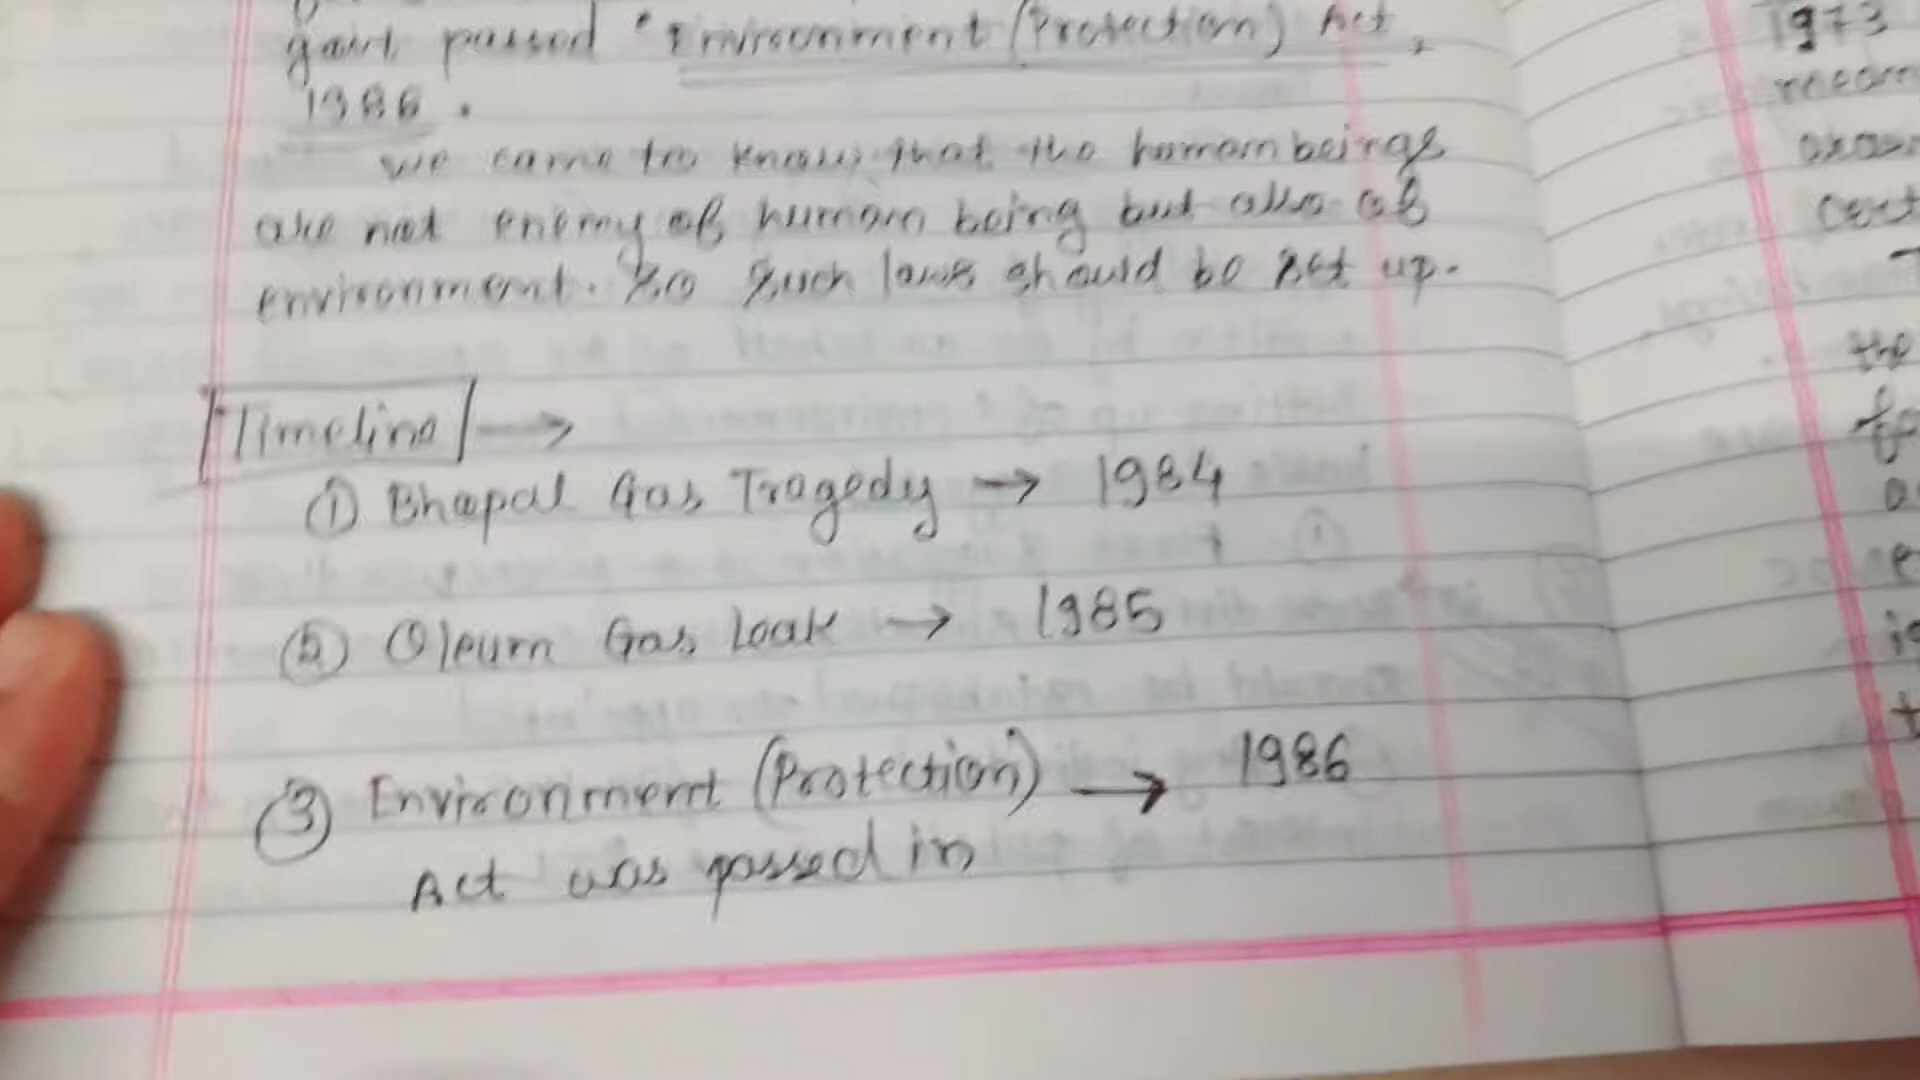 govt. passed "Environment (Protection) Act,
1986.
we came to know that the human beings
are not enemy of human being but also of
environment. So such laws should be set up.
Timeline →
① Bhopal Gas Tragedy → 1984
② Oleum Gas Leak → 1985
③ Environment (Protection) → 1986
Act was passed in
1973
the